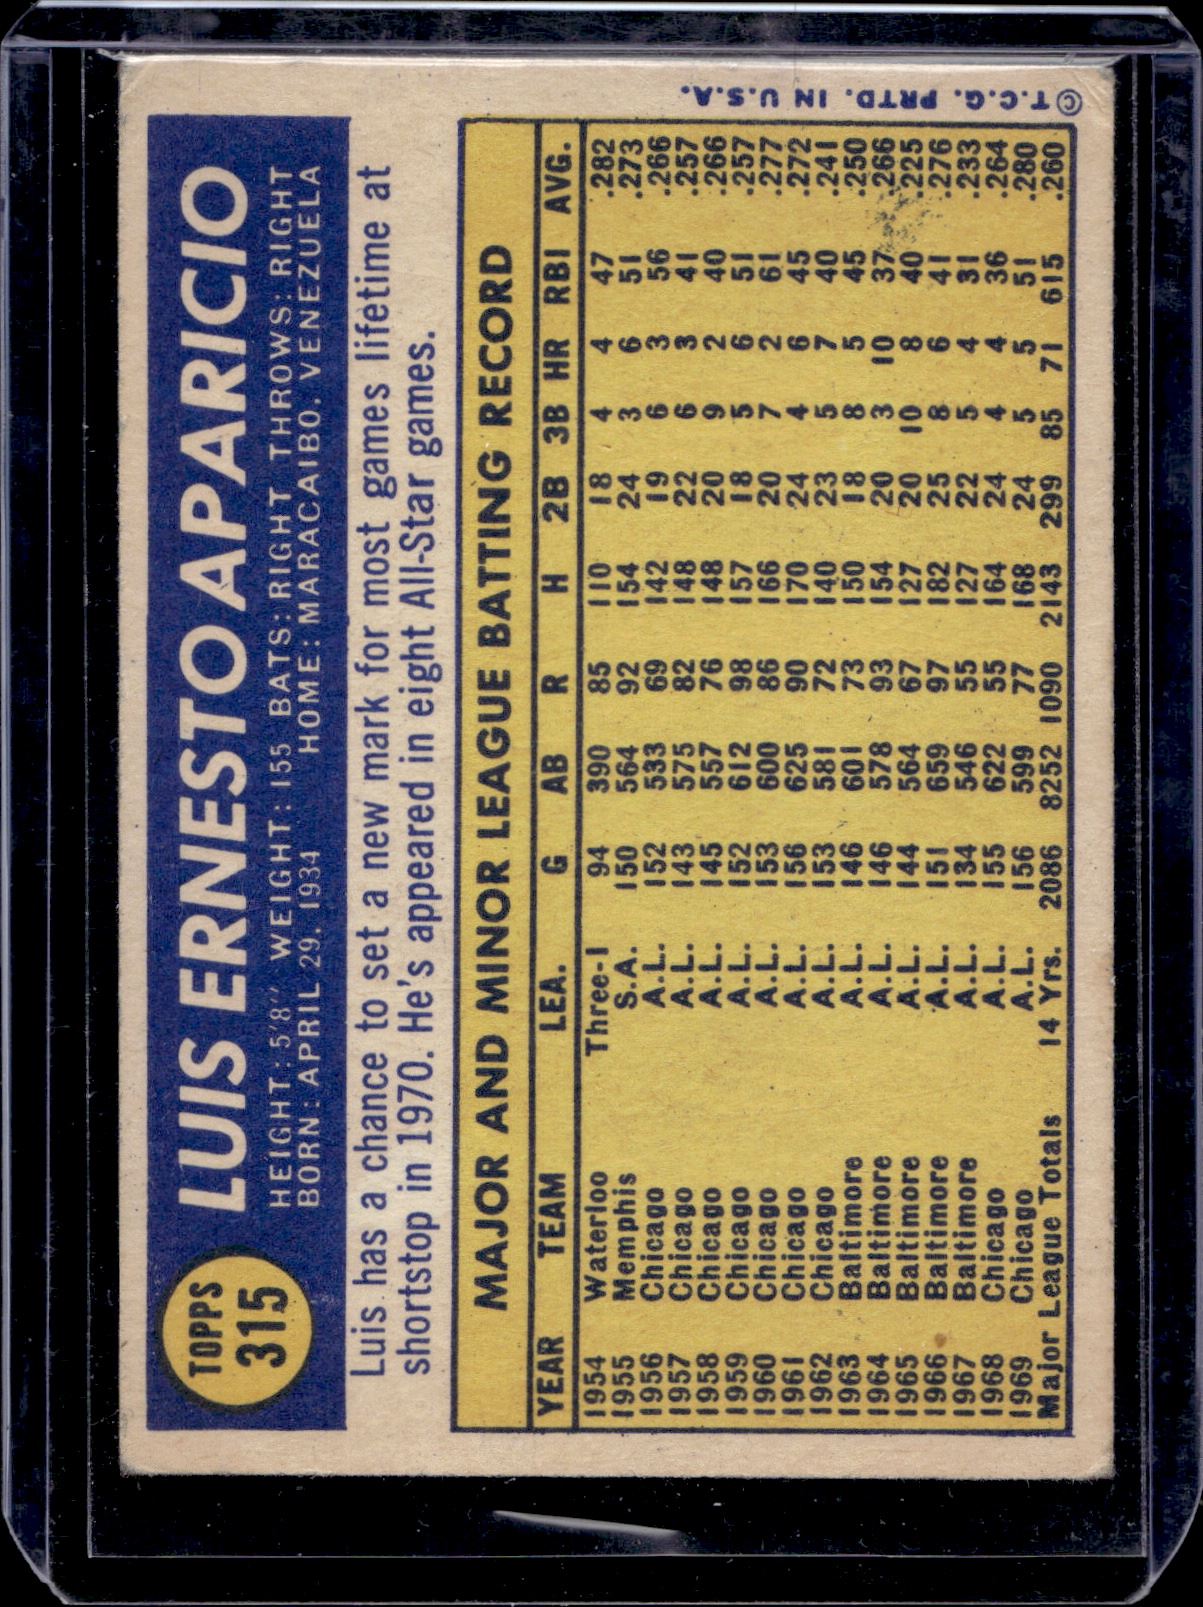 TOPPS
315
LUIS ERNESTO APARICIO
HEIGHT: 5'8" WEIGHT: 155 BATS: RIGHT THROWS: RIGHT
BORN: APRIL 29, 1934 HOME: MARACAIBO, VENEZUELA
Luis has a chance to set a new mark for most games lifetime at
shortstop in 1970. He's appeared in eight All-Star games.
MAJOR AND MINOR LEAGUE BATTING RECORD
YEAR TEAM LEA. G AB R H 2B 3B HR RBI AVG.
1954 Waterloo Three-I 94 390 85 110 18 4 4 47 .282
1955 Memphis S.A. 150 564 92 154 24 3 6 51 .273
1956 Chicago A.L. 152 533 69 142 19 6 3 56 .266
1957 Chicago A.L. 143 575 82 148 22 6 3 41 .257
1958 Chicago A.L. 145 557 76 148 20 9 2 40 .266
1959 Chicago A.L. 152 612 98 157 18 5 6 51 .257
1960 Chicago A.L. 153 600 86 166 20 7 2 61 .277
1961 Chicago A.L. 156 625 90 170 24 4 6 45 .272
1962 Chicago A.L. 153 581 72 140 23 5 7 40 .241
1963 Baltimore A.L. 146 601 73 150 18 8 5 45 .250
1964 Baltimore A.L. 146 578 93 154 20 3 10 37 .266
1965 Baltimore A.L. 144 564 67 127 20 10 8 40 .225
1966 Baltimore A.L. 151 659 97 182 25 8 6 41 .276
1967 Baltimore A.L. 134 546 55 127 22 5 4 31 .233
1968 Chicago A.L. 155 622 55 164 24 4 4 36 .264
1969 Chicago A.L. 156 599 77 168 24 5 5 51 .280
Major League Totals 14 Yrs. 2086 8252 1090 2143 299 85 71 615 .260
© T.C.G. PRTD. IN U.S.A.